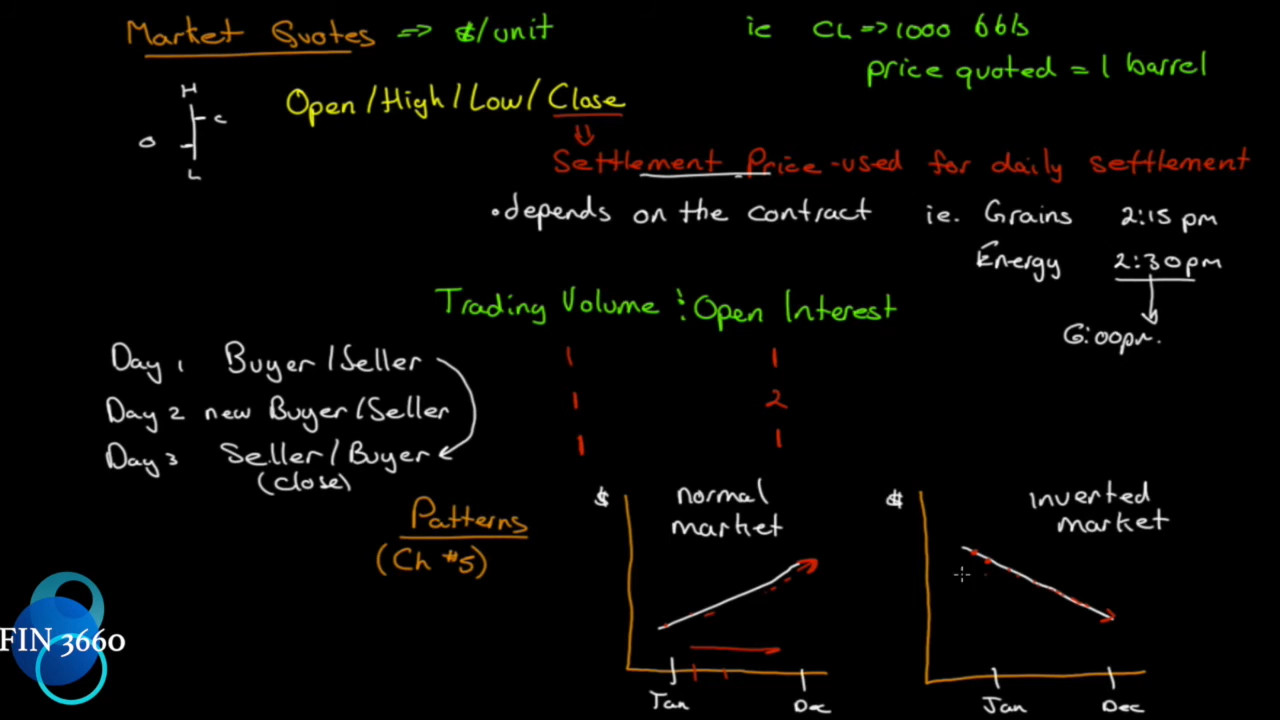 Market Quotes => $/unit
ie CL => 1000 bbls
price quoted = 1 barrel
H
Open / High / Low / Close
C
O
L
Settlement Price - used for daily settlement
• depends on the contract ie. Grains 2:15 pm
Energy 2:30pm
6:00pm.
Trading Volume : Open Interest
Day 1 Buyer / Seller 1 1
Day 2 new Buyer / Seller 1 2
Day 3 Seller / Buyer 1 1
(close)
Patterns
(Ch #5)
$ normal
market
Jan Dec
$ inverted
market
Jan Dec
FIN 3660